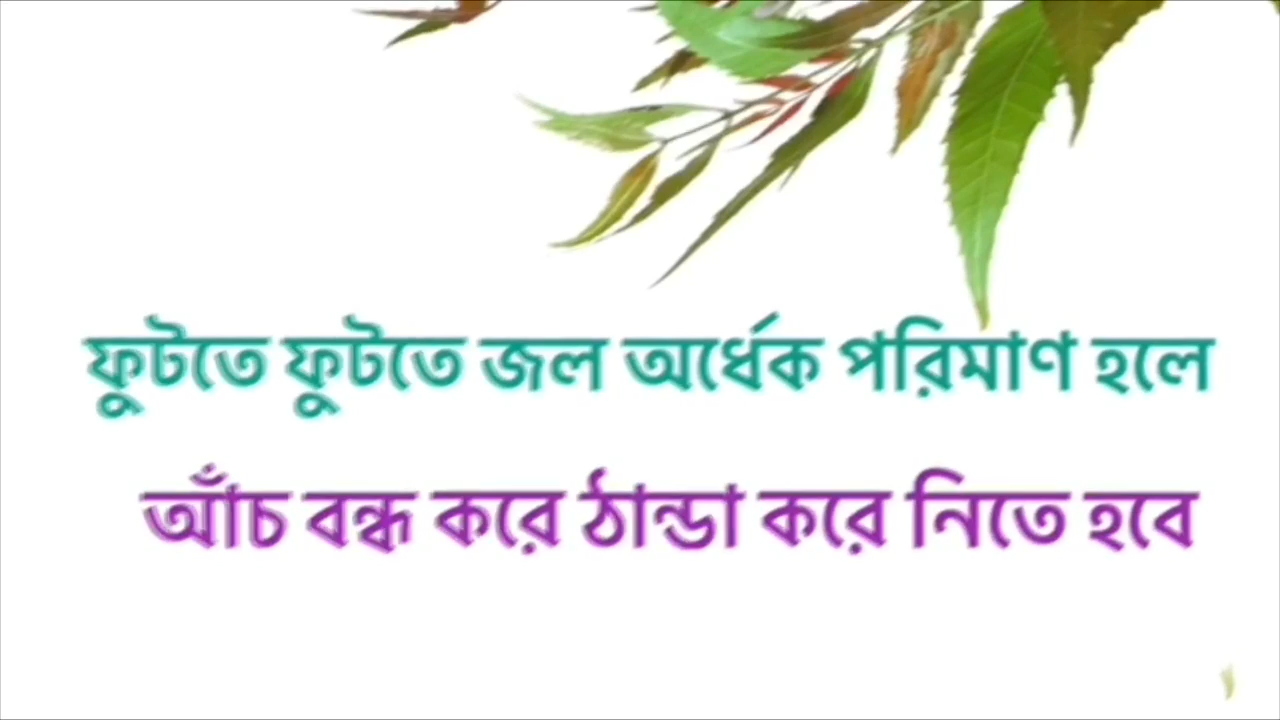 ফুটতে ফুটতে জল অর্ধেক পরিমাণ হলে
আঁচ বন্ধ করে ঠান্ডা করে নিতে হবে